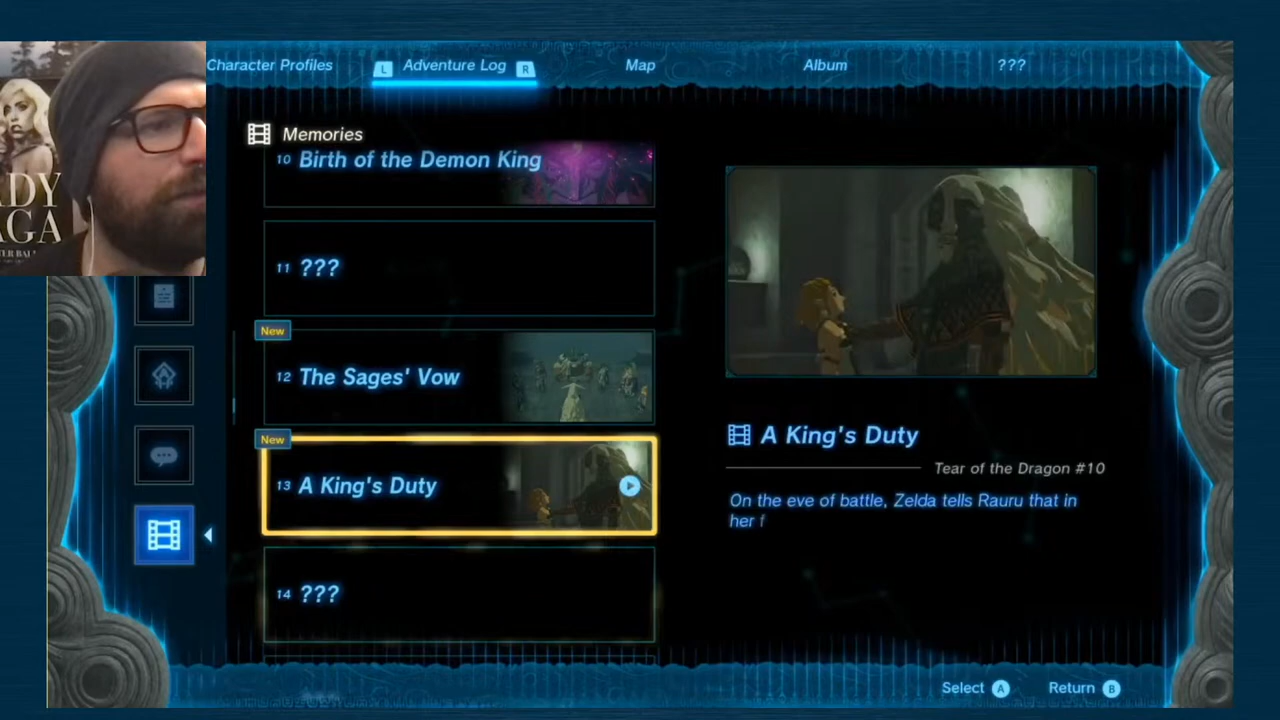 Character Profiles
L Adventure Log R
Map
Album
???
Memories
10 Birth of the Demon King
11 ???
New
12 The Sages' Vow
New
13 A King's Duty
14 ???
A King's Duty
Tear of the Dragon #10
On the eve of battle, Zelda tells Rauru that in
her f
Select A
Return B